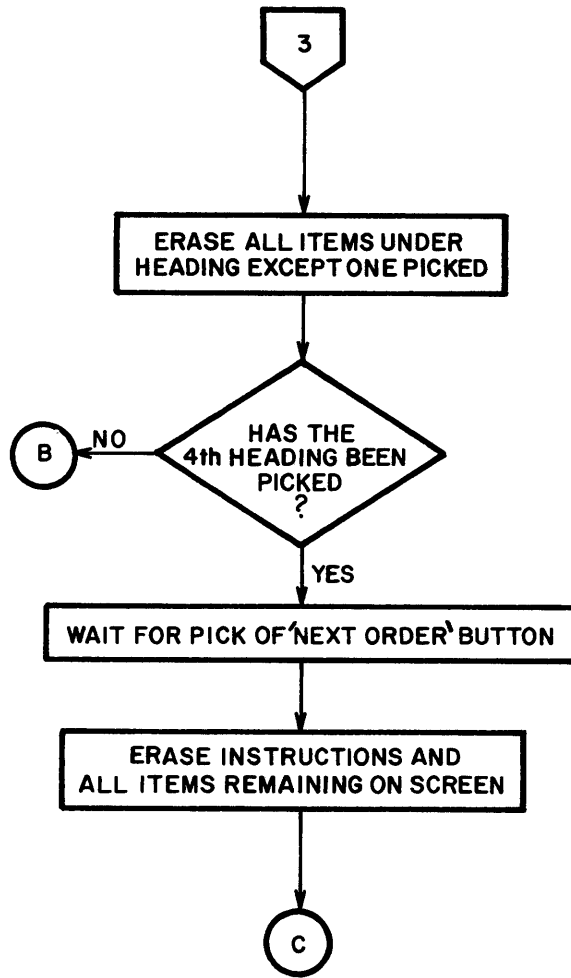 3
ERASE ALL ITEMS UNDER
HEADING EXCEPT ONE PICKED
HAS THE
4th HEADING BEEN
PICKED
?
NO
B
YES
WAIT FOR PICK OF 'NEXT ORDER' BUTTON
ERASE INSTRUCTIONS AND
ALL ITEMS REMAINING ON SCREEN
C